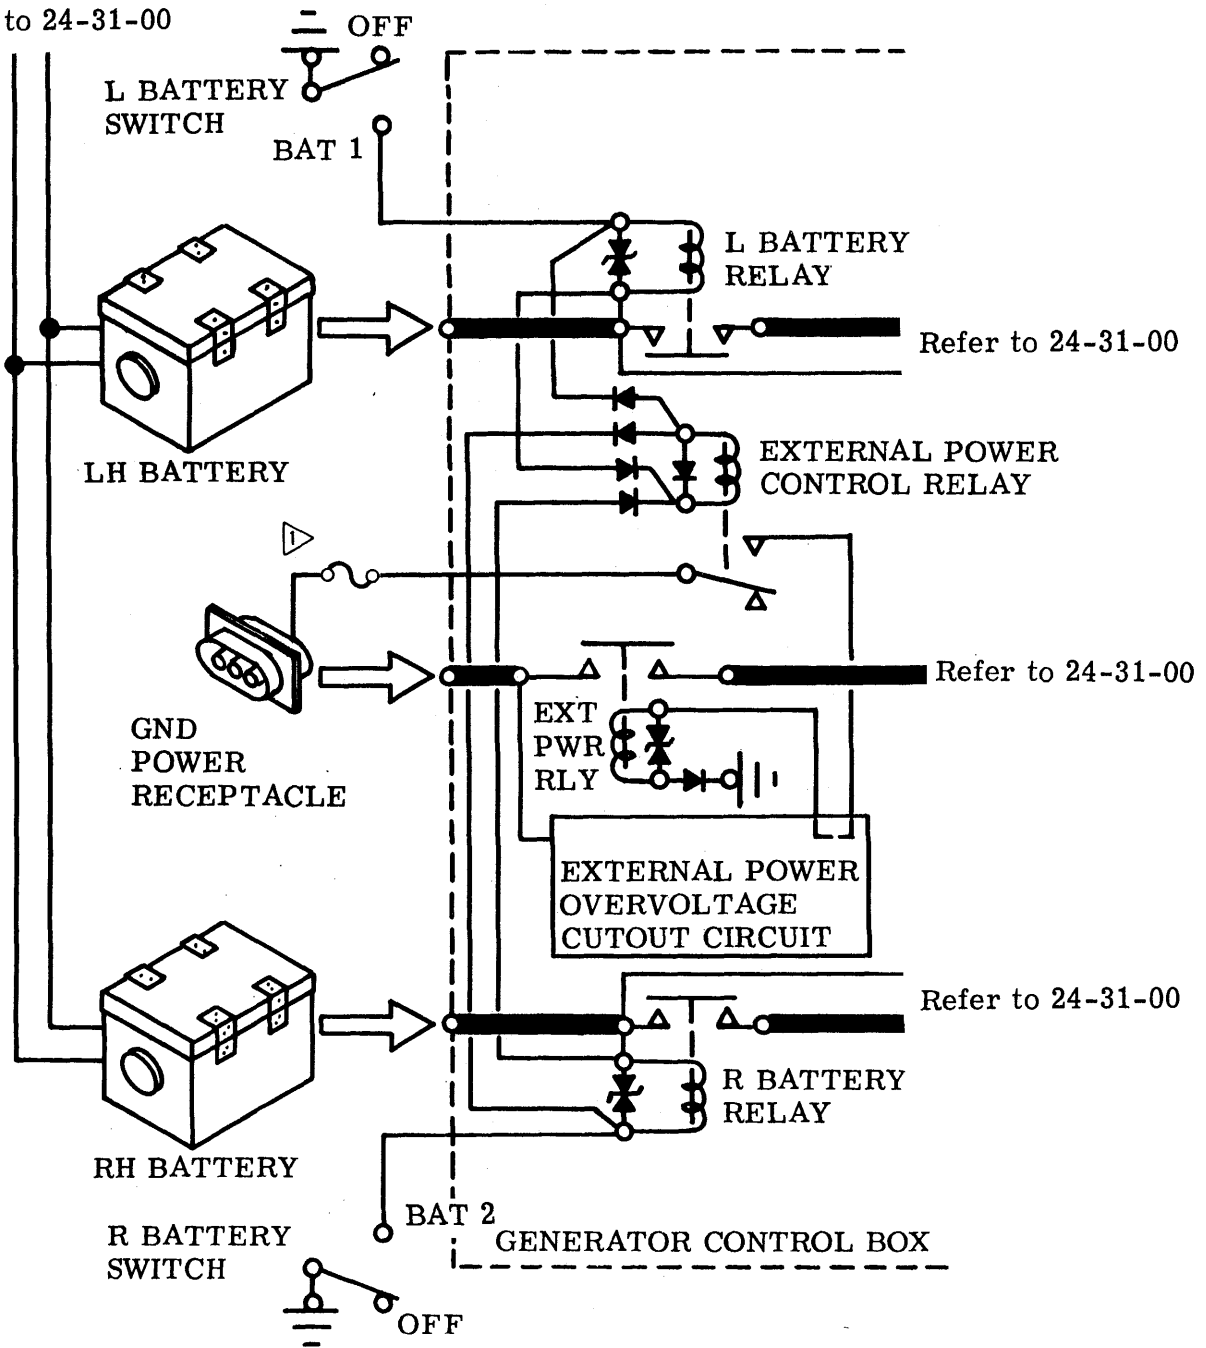 to 24-31-00
OFF
L BATTERY
SWITCH
BAT 1
L BATTERY
RELAY
Refer to 24-31-00
LH BATTERY
EXTERNAL POWER
CONTROL RELAY
1
Refer to 24-31-00
GND
POWER
RECEPTACLE
EXT
PWR
RLY
EXTERNAL POWER
OVERVOLTAGE
CUTOUT CIRCUIT
Refer to 24-31-00
R BATTERY
RELAY
RH BATTERY
BAT 2
R BATTERY
SWITCH
GENERATOR CONTROL BOX
OFF